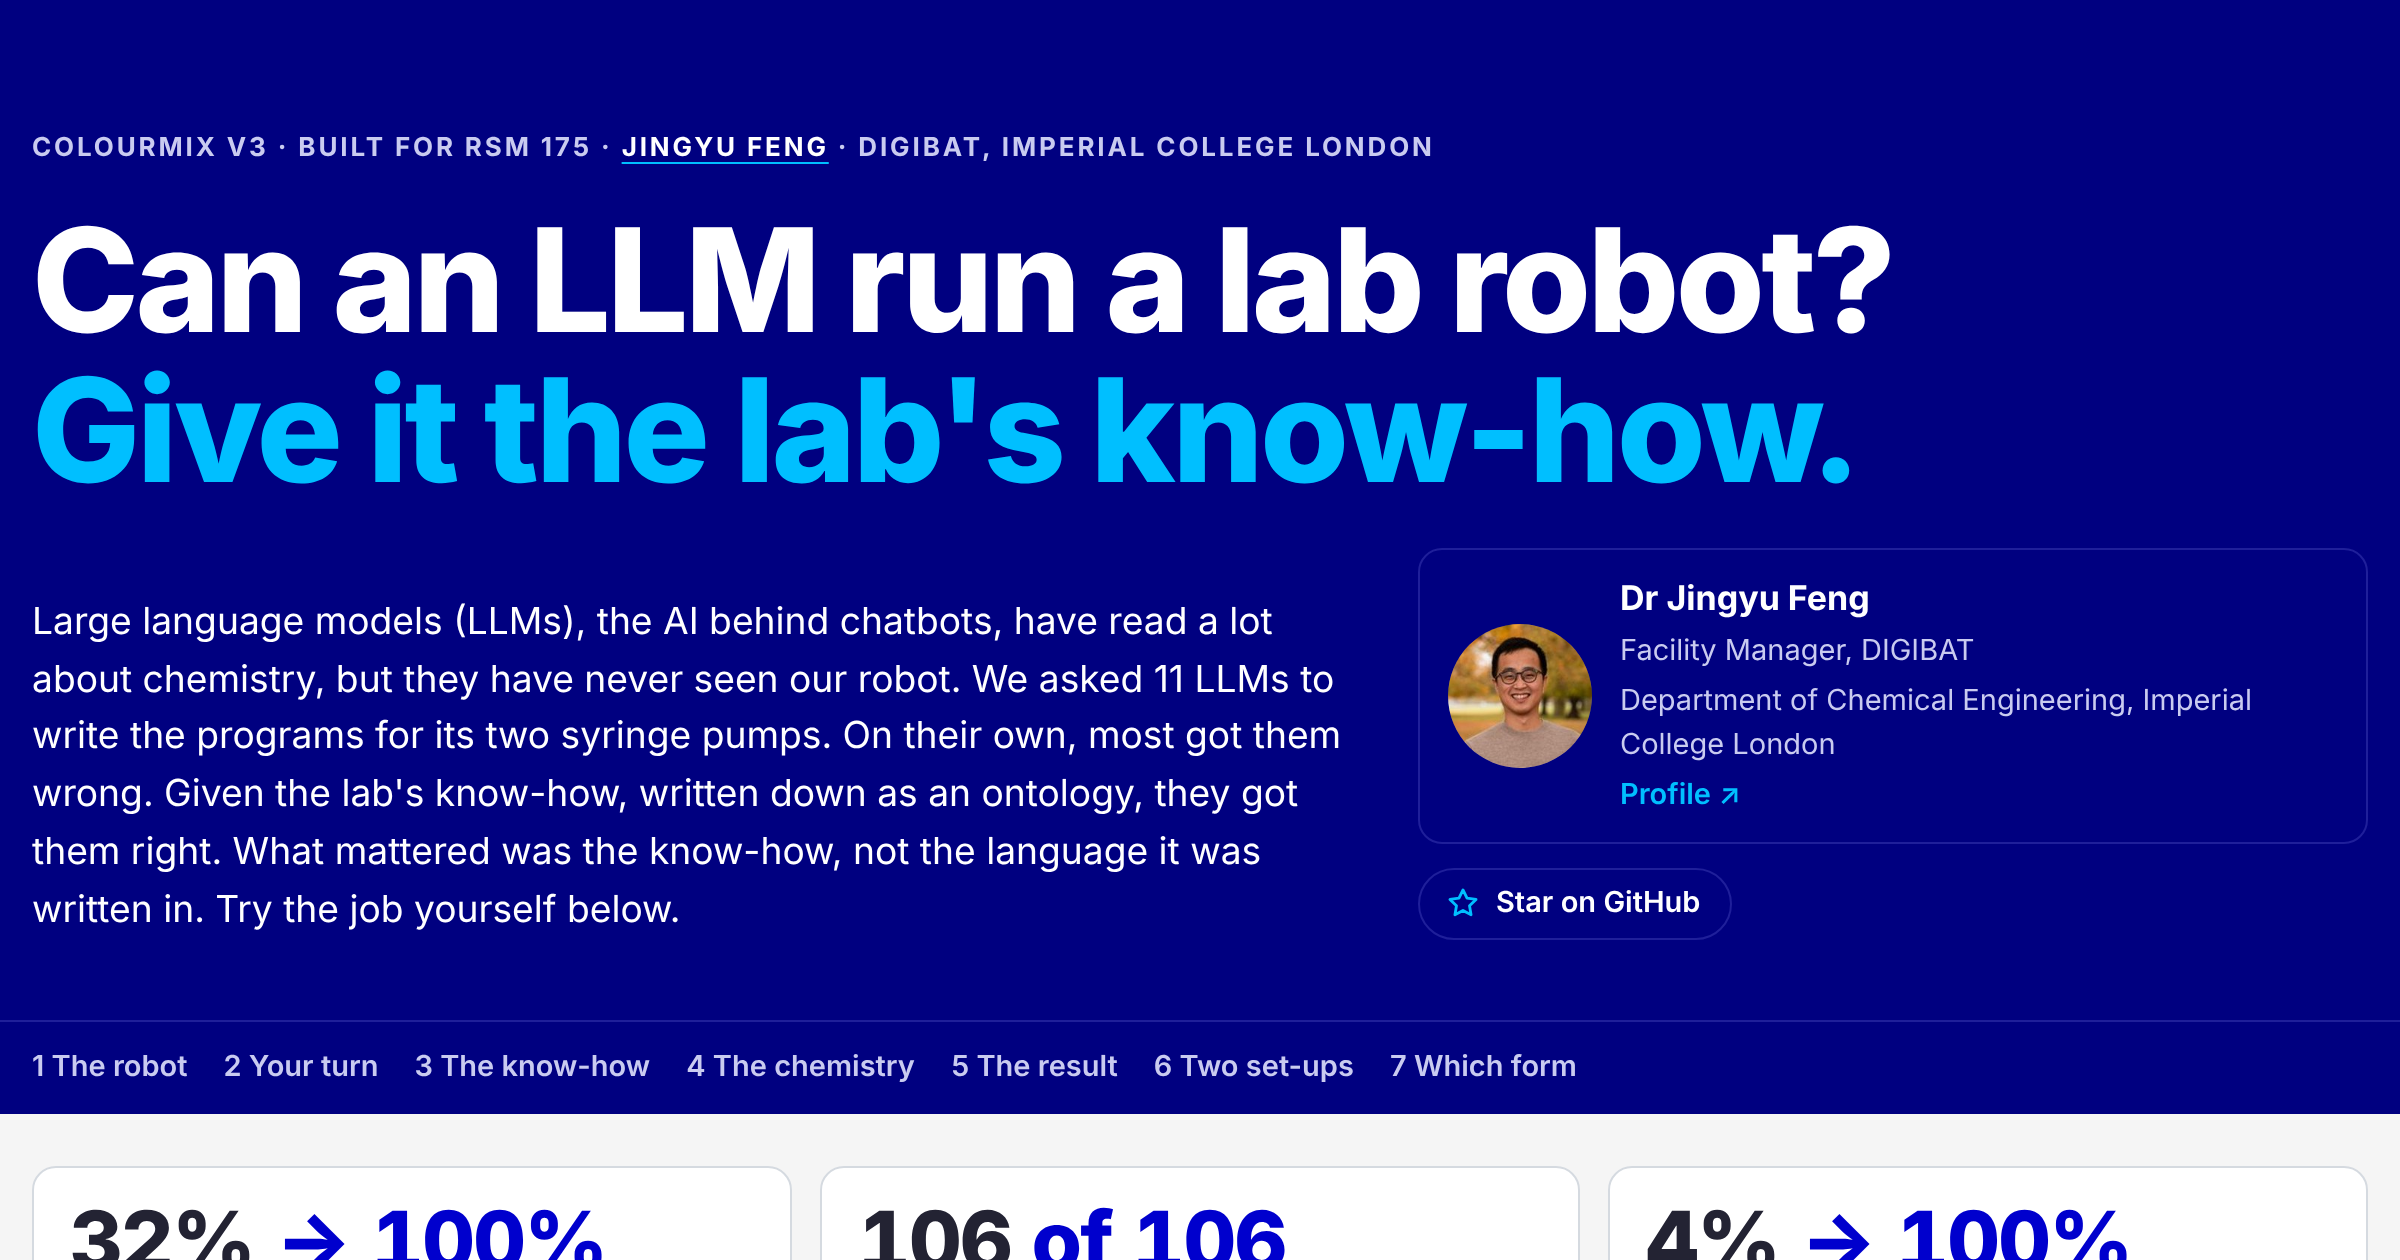 COLOURMIX V3 · BUILT FOR RSM 175 · JINGYU FENG · DIGIBAT, IMPERIAL COLLEGE LONDON
Can an LLM run a lab robot?
Give it the lab's know-how.
Large language models (LLMs), the AI behind chatbots, have read a lot
about chemistry, but they have never seen our robot. We asked 11 LLMs to
write the programs for its two syringe pumps. On their own, most got them
wrong. Given the lab's know-how, written down as an ontology, they got
them right. What mattered was the know-how, not the language it was
written in. Try the job yourself below.
Dr Jingyu Feng
Facility Manager, DIGIBAT
Department of Chemical Engineering, Imperial
College London
Profile ↗
Star on GitHub
1 The robot 2 Your turn 3 The know-how 4 The chemistry 5 The result 6 Two set-ups 7 Which form
32% → 100%
106 of 106
4% → 100%